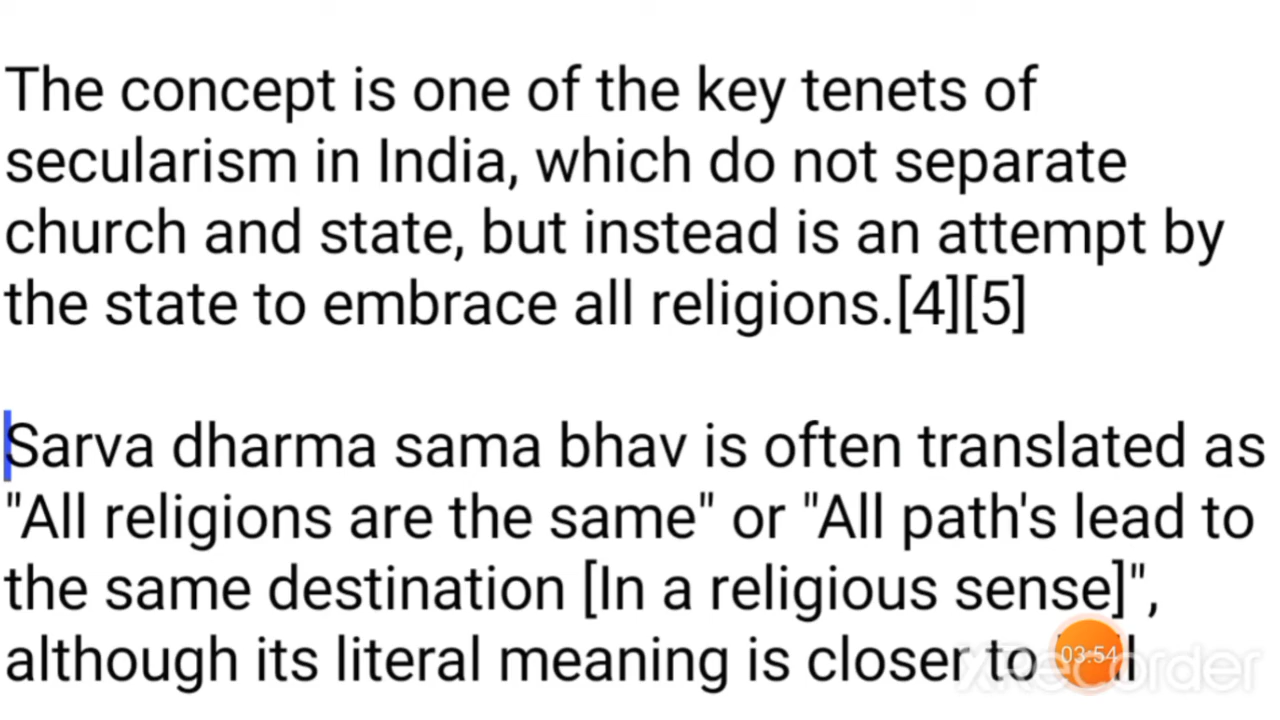 The concept is one of the key tenets of
secularism in India, which do not separate
church and state, but instead is an attempt by
the state to embrace all religions.[4][5]
Sarva dharma sama bhav is often translated as
"All religions are the same" or "All path's lead to
the same destination [In a religious sense]",
although its literal meaning is closer to
03:54
XRecorder